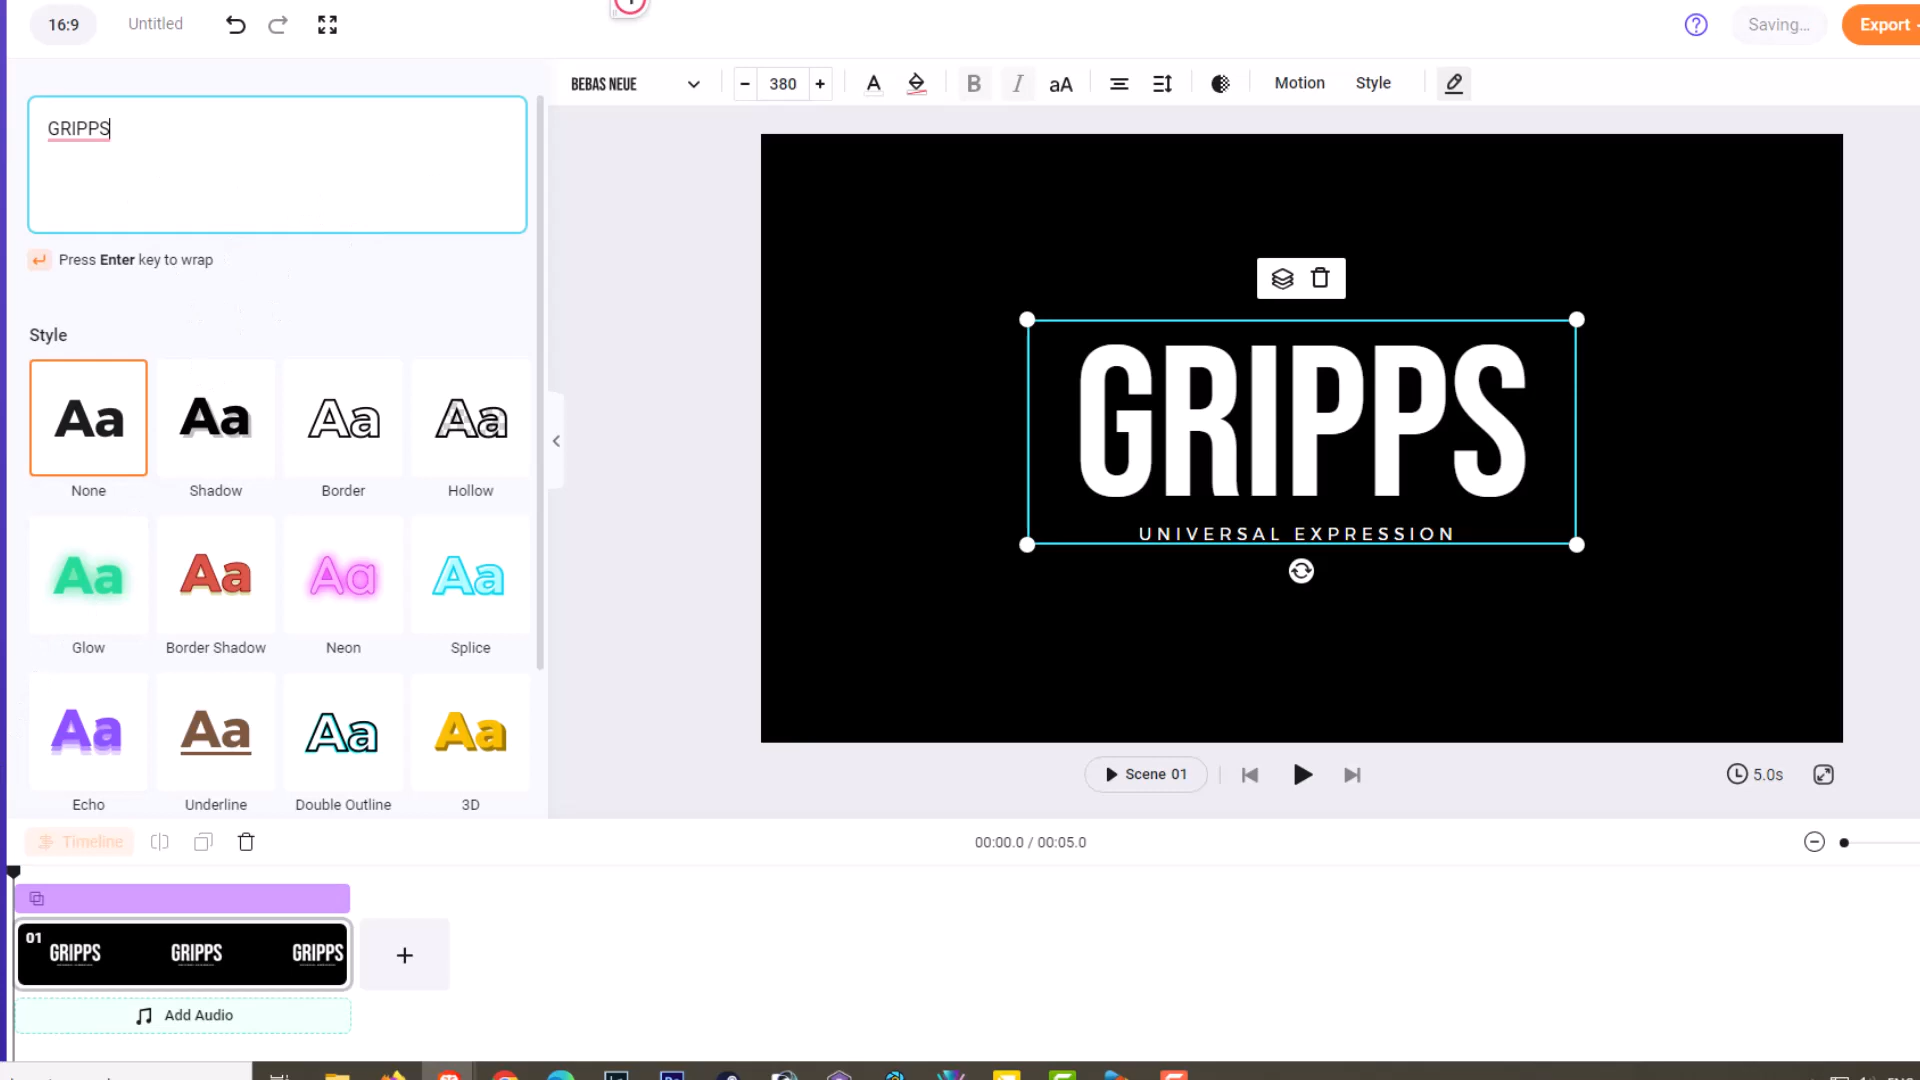 16:9
Untitled
Saving...
Export
BEBAS NEUE
380
A
B
I
aA
Motion
Style
GRIPPS
Press Enter key to wrap
Style
Aa
Aa
Aa
Aa
None
Shadow
Border
Hollow
Aa
Aa
Aa
Aa
Glow
Border Shadow
Neon
Splice
Aa
Aa
Aa
Aa
Echo
Underline
Double Outline
3D
GRIPPS
UNIVERSAL EXPRESSION
Scene 01
5.0s
Timeline
00:00.0 / 00:05.0
01
GRIPPS
GRIPPS
GRIPPS
Add Audio